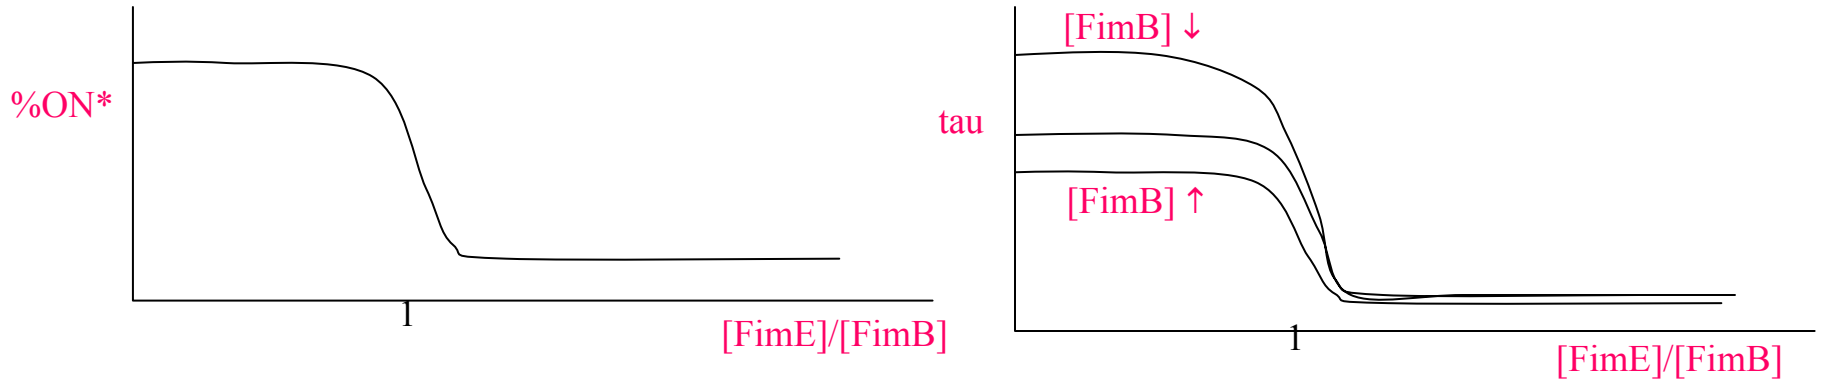 %ON*
1
[FimE]/[FimB]
[FimB] ↓
tau
[FimB] ↑
1
[FimE]/[FimB]